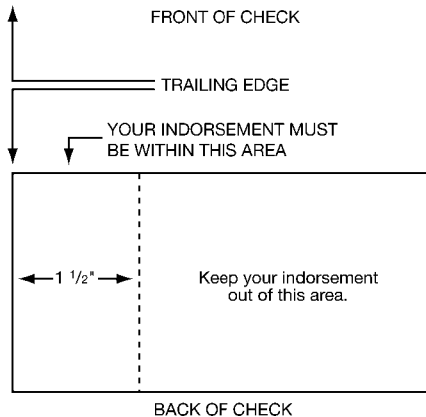 FRONT OF CHECK
TRAILING EDGE
YOUR INDORSEMENT MUST
BE WITHIN THIS AREA
1 1/2"
Keep your indorsement
out of this area.
BACK OF CHECK